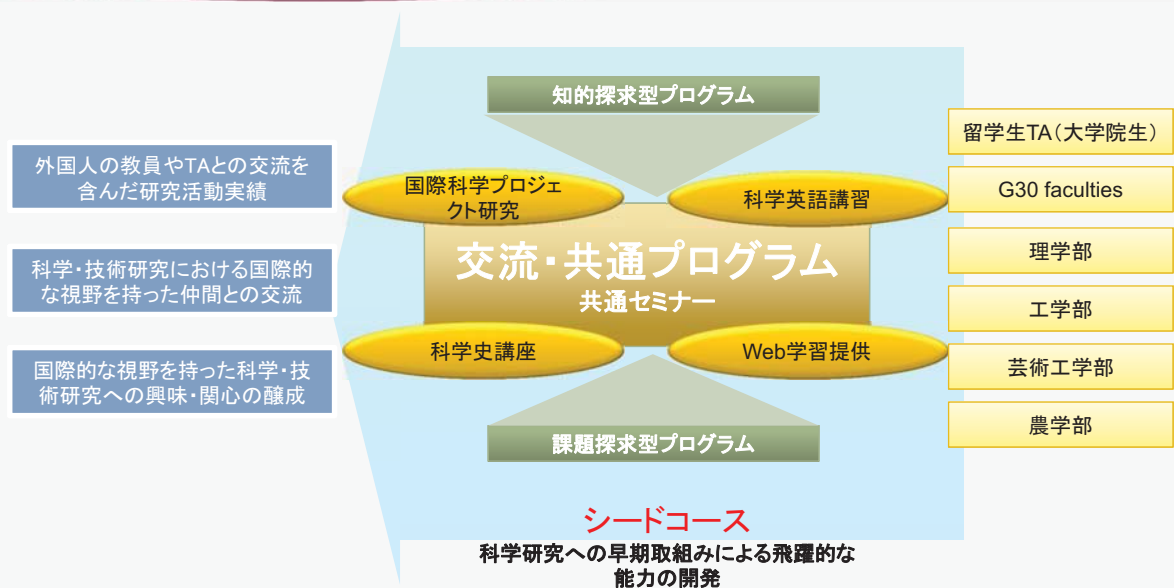 知的探求型プログラム
外国人の教員やTAとの交流を
含んだ研究活動実績
科学・技術研究における国際的
な視野を持った仲間との交流
国際的な視野を持った科学・技
術研究への興味・関心の醸成
国際科学プロジェ
クト研究
科学英語講習
交流・共通プログラム
共通セミナー
科学史講座
Web学習提供
課題探求型プログラム
シードコース
科学研究への早期取組みによる飛躍的な
能力の開発
留学生TA(大学院生)
G30 faculties
理学部
工学部
芸術工学部
農学部